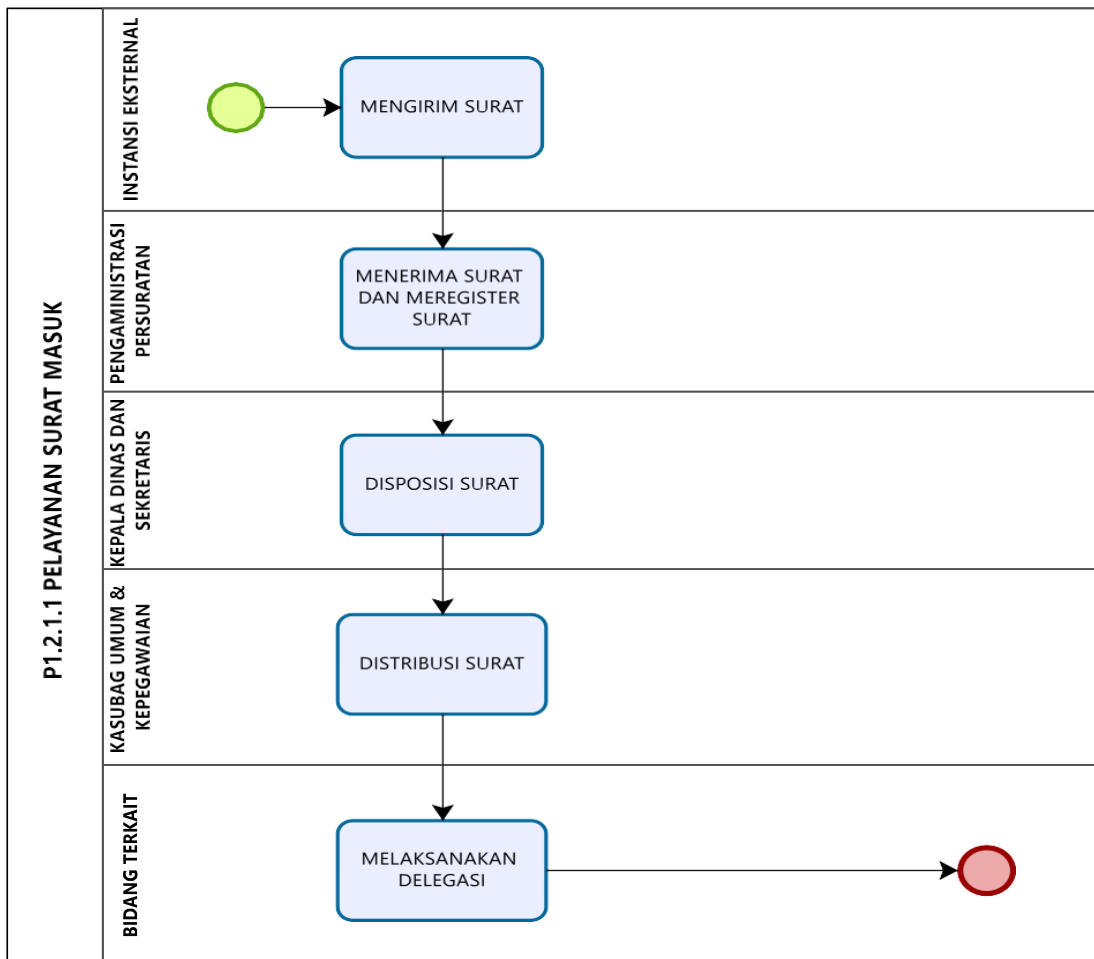 P1.2.1.1 PELAYANAN SURAT MASUK
INSTANSI EKSTERNAL
MENGIRIM SURAT
PENGAMINISTRASI
PERSURATAN
MENERIMA SURAT
DAN MEREGISTER
SURAT
KEPALA DINAS DAN
SEKRETARIS
DISPOSISI SURAT
KASUBAG UMUM &
KEPEGAWAIAN
DISTRIBUSI SURAT
BIDANG TERKAIT
MELAKSANAKAN
DELEGASI